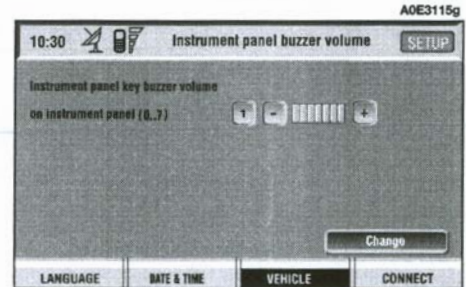 A0E3115g
10:30 Instrument panel buzzer volume SETUP
Instrument panel key buzzer volume
on instrument panel (0..7) 1 - +
Change
LANGUAGE DATE & TIME VEHICLE CONNECT